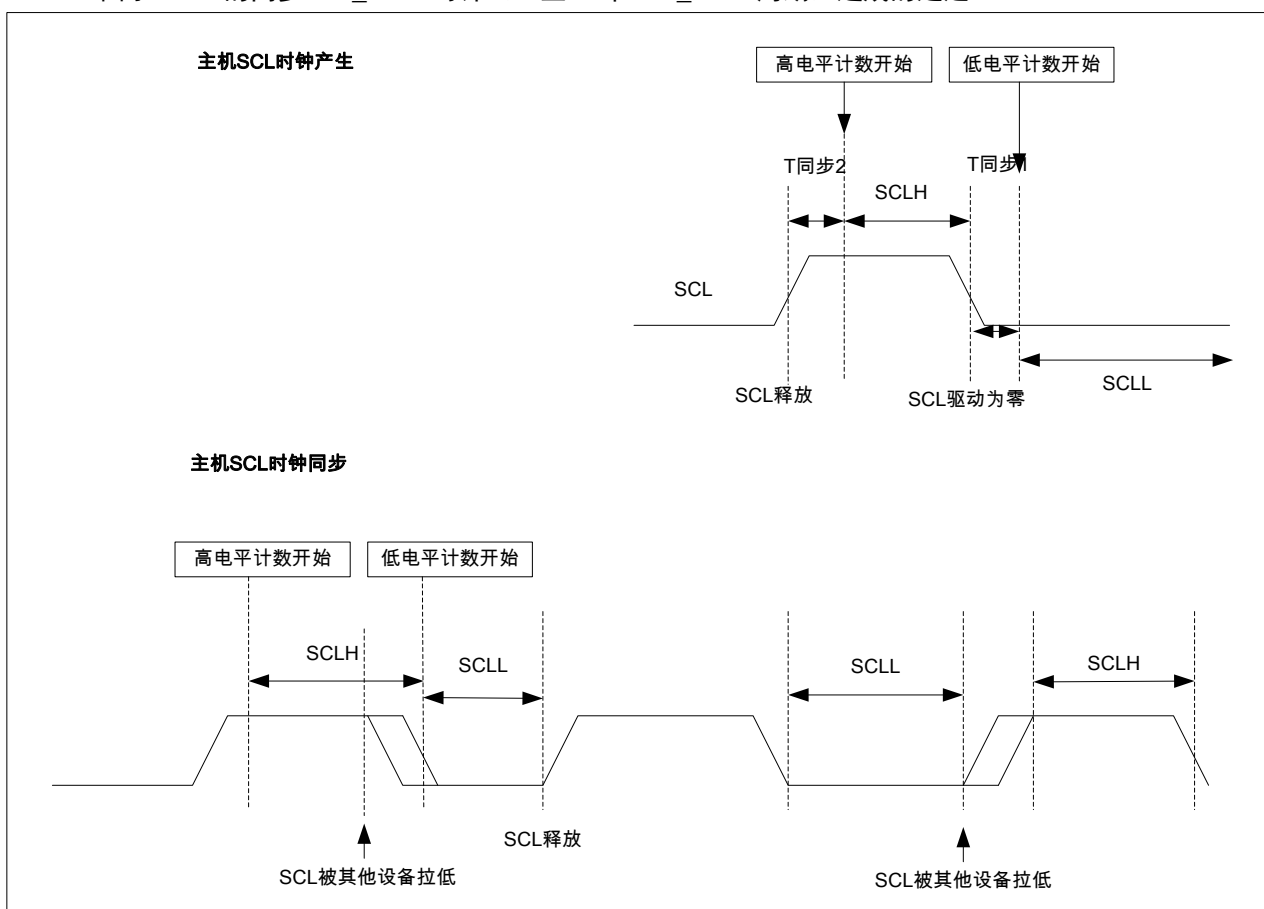 主机SCL时钟产生
高电平计数开始
低电平计数开始
T同步2
T同步1
SCLH
SCL
SCLL
SCL释放
SCL驱动为零
主机SCL时钟同步
高电平计数开始
低电平计数开始
SCLH
SCLL
SCLL
SCLH
SCL释放
SCL被其他设备拉低
SCL被其他设备拉低